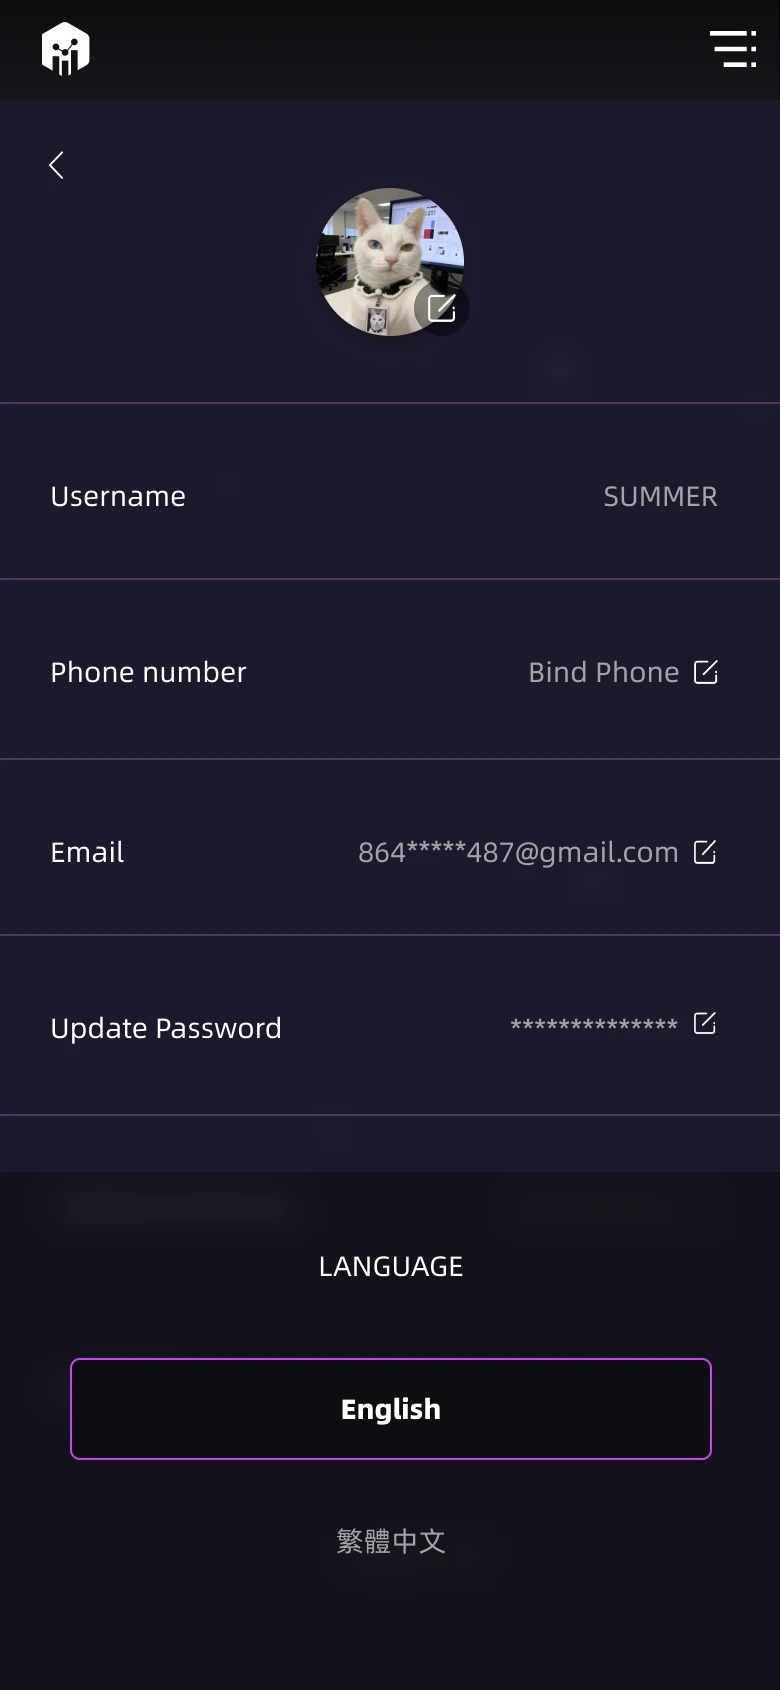 Username
SUMMER
Phone number
Bind Phone
Email
864*****487@gmail.com
Update Password
**************
LANGUAGE
English
繁體中文